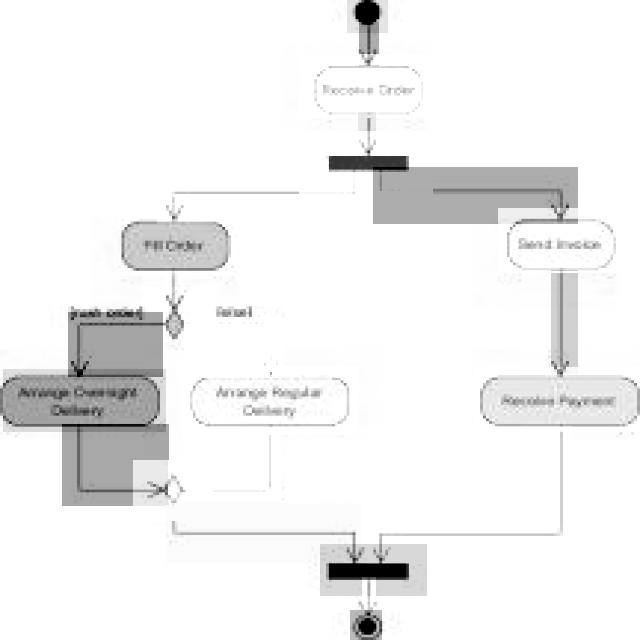 Receive Order
Fill Order
Send Invoice
[rush order]
[else]
Arrange Overnight
Delivery
Arrange Regular
Delivery
Receive Payment